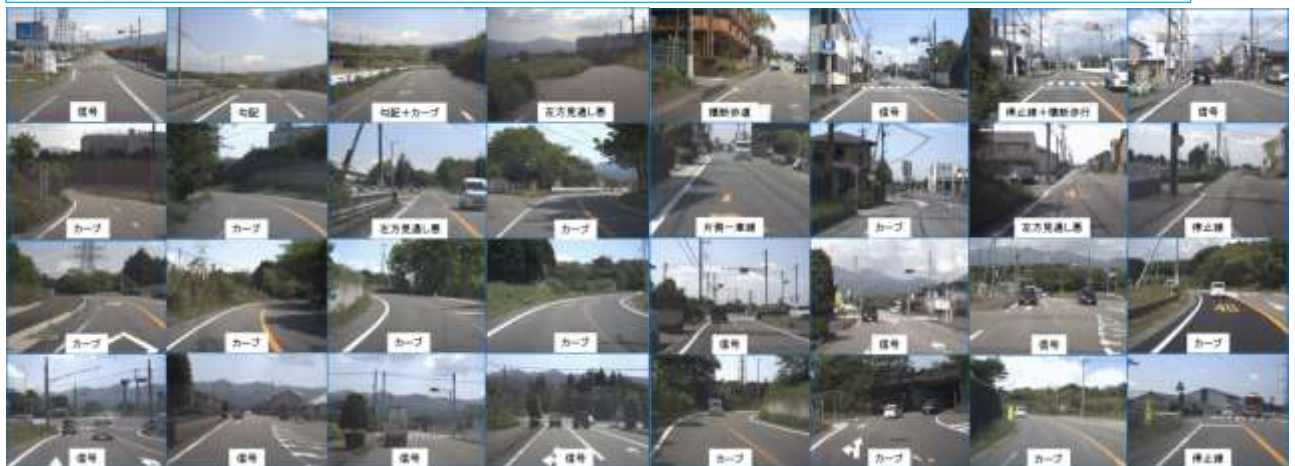 信号
勾配
勾配+カーブ
左方見通し悪
横断歩道
信号
停止線+横断歩行
信号
カーブ
カーブ
左方見通し悪
カーブ
片側一車線
カーブ
左方見通し悪
停止線
カーブ
カーブ
カーブ
カーブ
信号
信号
信号
40
カーブ
信号
信号
信号
信号
カーブ
カーブ
カーブ
停止線